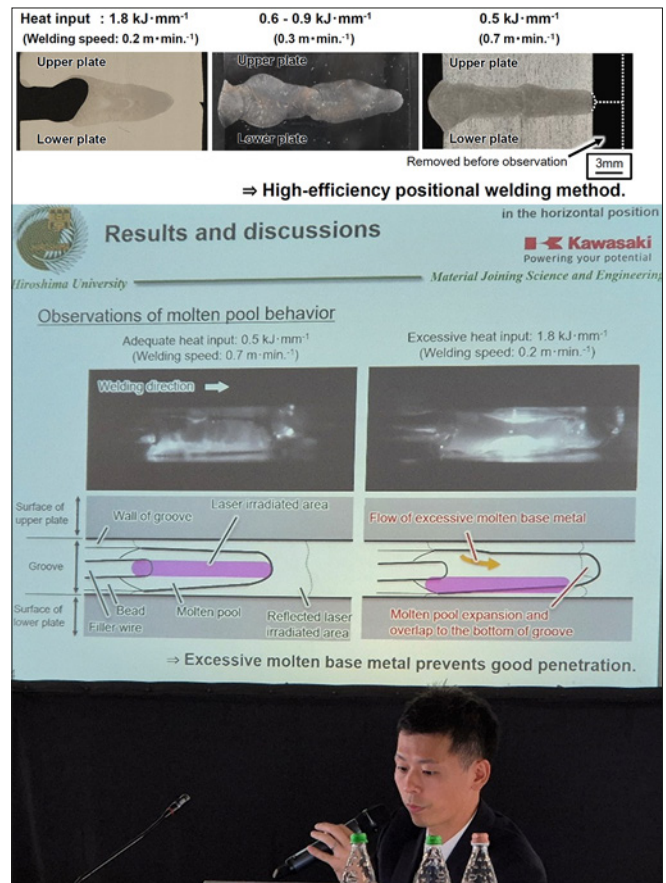 Heat input : 1.8 kJ·mm⁻¹
(Welding speed: 0.2 m·min.⁻¹)
0.6 - 0.9 kJ·mm⁻¹
(0.3 m·min.⁻¹)
0.5 kJ·mm⁻¹
(0.7 m·min.⁻¹)
Upper plate
Lower plate
Upper plate
Lower plate
Upper plate
Lower plate
Removed before observation
3mm
⇒ High-efficiency positional welding method.
in the horizontal position
Results and discussions
Kawasaki
Powering your potential
Hiroshima University
Material Joining Science and Engineering
Observations of molten pool behavior
Adequate heat input: 0.5 kJ·mm⁻¹
(Welding speed: 0.7 m·min.⁻¹)
Excessive heat input: 1.8 kJ·mm⁻¹
(Welding speed: 0.2 m·min.⁻¹)
Welding direction
Surface of
upper plate
Groove
Surface of
lower plate
Wall of groove
Laser irradiated area
Bead
Filler wire
Molten pool
Reflected laser
irradiated area
Flow of excessive molten base metal
Molten pool expansion and
overlap to the bottom of groove
⇒ Excessive molten base metal prevents good penetration.